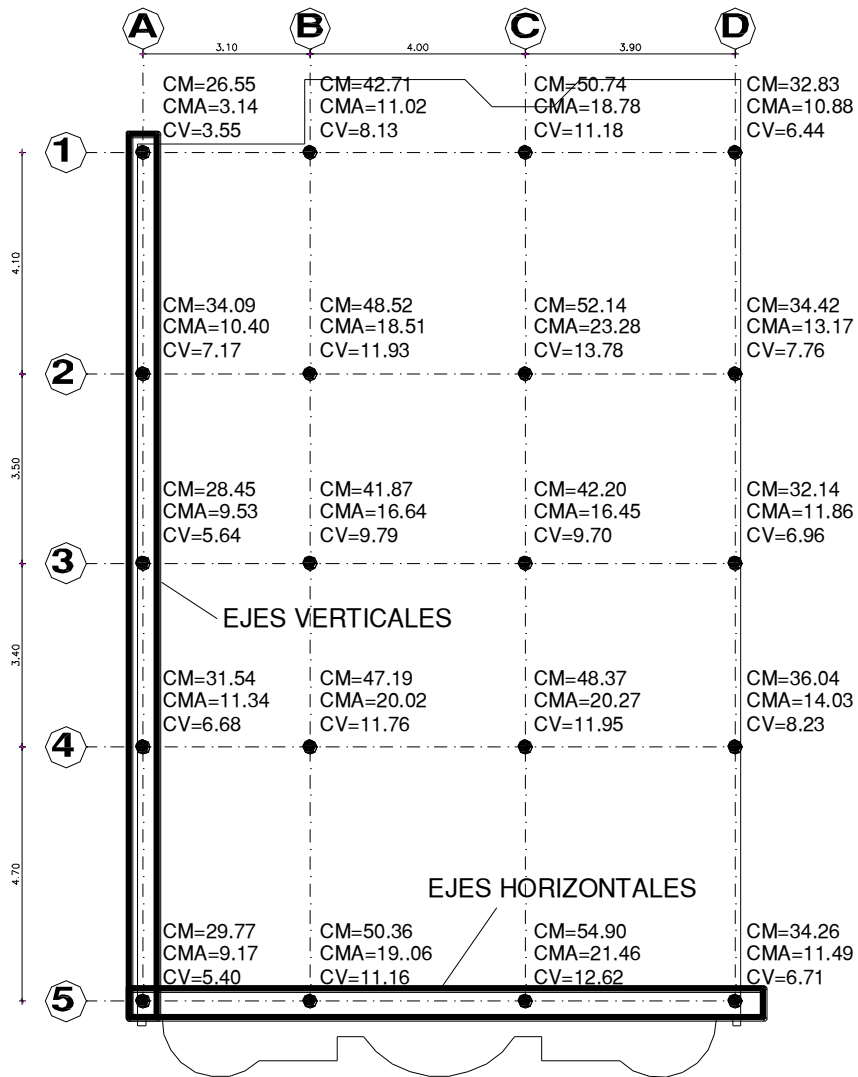 A B C D
3.10 4.00 3.90
CM=26.55 CM=42.71 CM=50.74 CM=32.83
CMA=3.14 CMA=11.02 CMA=18.78 CMA=10.88
CV=3.55 CV=8.13 CV=11.18 CV=6.44
1
4.10
CM=34.09 CM=48.52 CM=52.14 CM=34.42
CMA=10.40 CMA=18.51 CMA=23.28 CMA=13.17
CV=7.17 CV=11.93 CV=13.78 CV=7.76
2
3.50
CM=28.45 CM=41.87 CM=42.20 CM=32.14
CMA=9.53 CMA=16.64 CMA=16.45 CMA=11.86
CV=5.64 CV=9.79 CV=9.70 CV=6.96
3
EJES VERTICALES
3.40
CM=31.54 CM=47.19 CM=48.37 CM=36.04
CMA=11.34 CMA=20.02 CMA=20.27 CMA=14.03
CV=6.68 CV=11.76 CV=11.95 CV=8.23
4
4.70
EJES HORIZONTALES
CM=29.77 CM=50.36 CM=54.90 CM=34.26
CMA=9.17 CMA=19..06 CMA=21.46 CMA=11.49
CV=5.40 CV=11.16 CV=12.62 CV=6.71
5